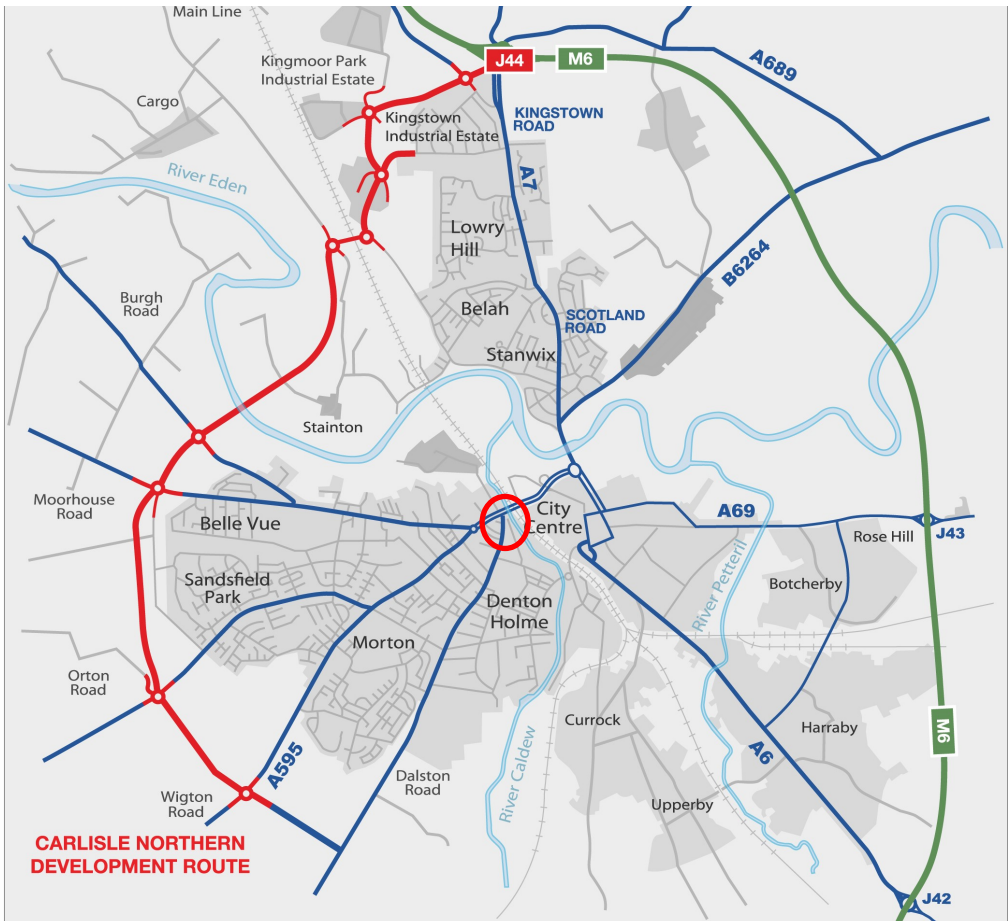 Main Line
Kingmoor Park
Industrial Estate
J44
M6
A689
Cargo
Kingstown
Industrial Estate
KINGSTOWN
ROAD
River Eden
A7
Lowry
Hill
B6264
Burgh
Road
Belah
SCOTLAND
ROAD
Stanwix
Stainton
Moorhouse
Road
Belle Vue
City
Centre
A69
Rose Hill
J43
Sandsfield
Park
Denton
Holme
River Petteril
Botcherby
Morton
Orton
Road
Currock
Harraby
M6
A595
A6
Wigton
Road
Dalston
Road
River Caldew
Upperby
CARLISLE NORTHERN
DEVELOPMENT ROUTE
J42